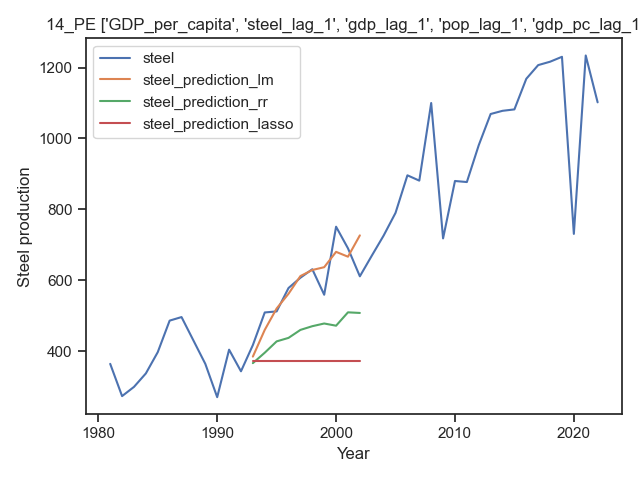 14_PE ['GDP_per_capita', 'steel_lag_1', 'gdp_lag_1', 'pop_lag_1', 'gdp_pc_lag_1
steel
steel_prediction_lm
steel_prediction_rr
steel_prediction_lasso
1200
1000
800
600
400
Steel production
1980 1990 2000 2010 2020
Year